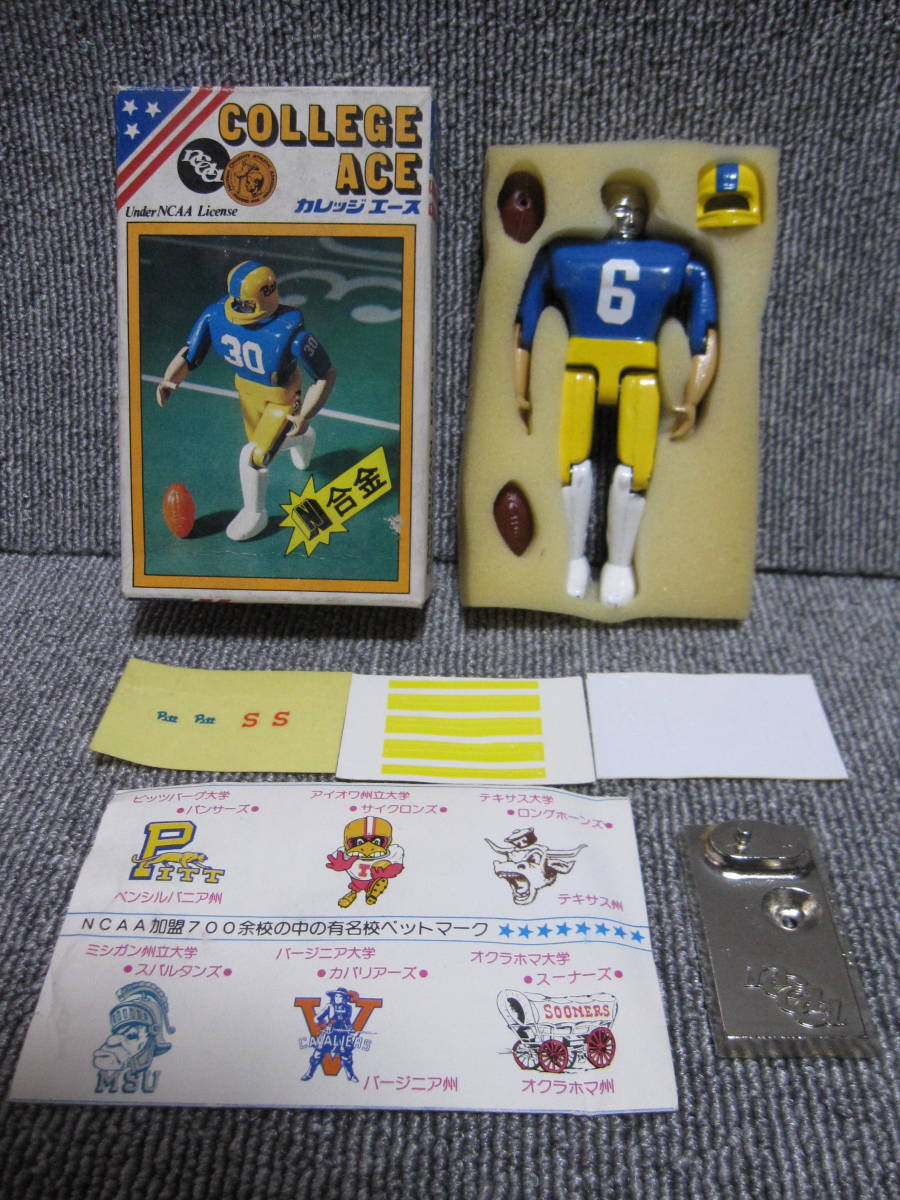 COLLEGE
ACE
カレッジエース
ncaa
Under NCAA License
30
30
N合金
6
Pitt Pitt S S
ピッツバーグ大学
●パンサーズ●
PITT
ペンシルバニア州
アイオワ州立大学
●サイクロンズ●
I
テキサス大学
●ロングホーンズ●
T
テキサス州
NCAA加盟700余校の中の有名校ペットマーク
ミシガン州立大学
●スパルタンズ●
MSU
バージニア大学
●カバリアーズ●
V
CAVALIERS
バージニア州
オクラホマ大学
●スーナーズ●
SOONERS
オクラホマ州
ncaa